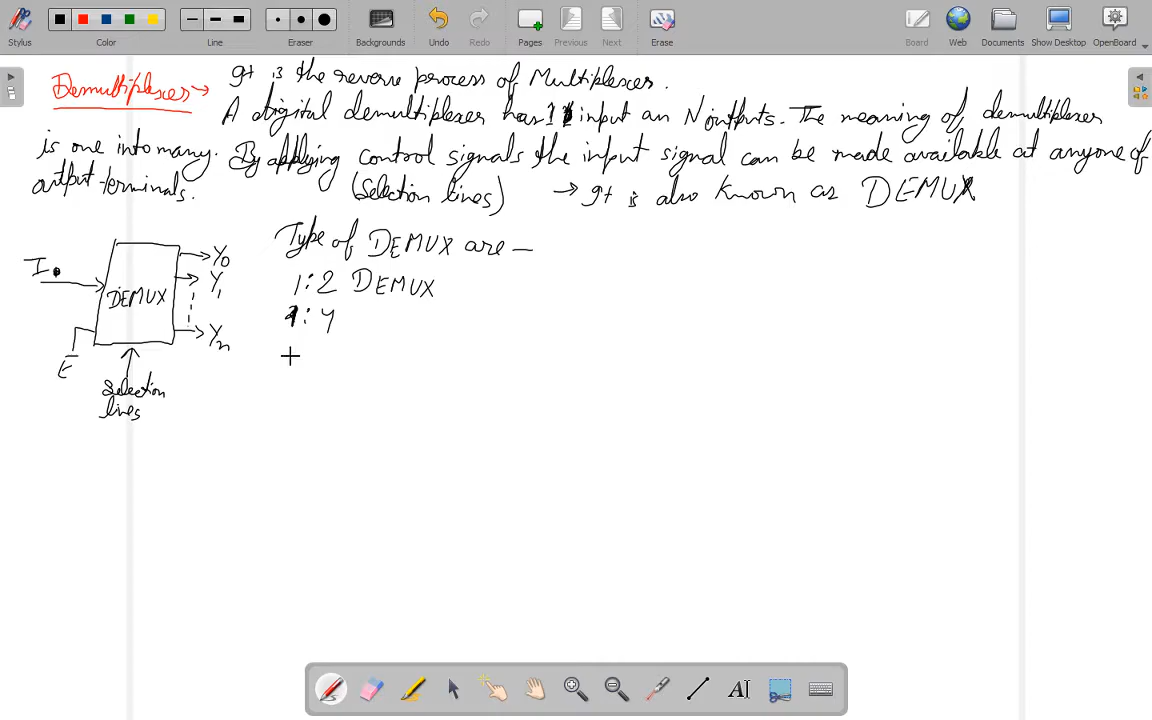 Stylus
Color
Line
Eraser
Backgrounds
Undo
Redo
Pages
Previous
Next
Erase
Board
Web
Documents
Show Desktop
OpenBoard
Demultiplexer → It is the reverse process of Multiplexer.
A digital demultiplexer has 1 input an N outputs. The meaning of demultiplexer
is one into many. By applying control signals the input signal can be made available at anyone of
output terminals. (Selection lines) → It is also known as DEMUX
Type of DEMUX are —
1:2 DEMUX
1:4
I
DEMUX
Y0
Y1
Yn
E
Selection
lines